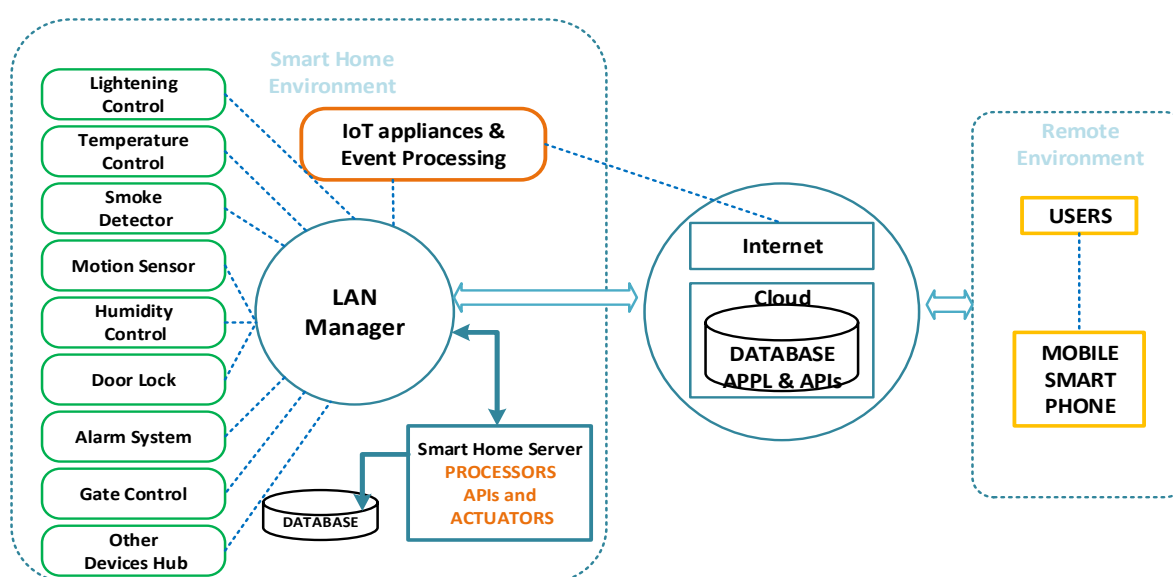 Smart Home
Environment
Lightening
Control
Temperature
Control
Smoke
Detector
Motion Sensor
Humidity
Control
Door Lock
Alarm System
Gate Control
Other
Devices Hub
IoT appliances &
Event Processing
LAN
Manager
Smart Home Server
PROCESSORS
APIs and
ACTUATORS
DATABASE
Internet
Cloud
DATABASE
APPL & APIs
Remote
Environment
USERS
MOBILE
SMART
PHONE